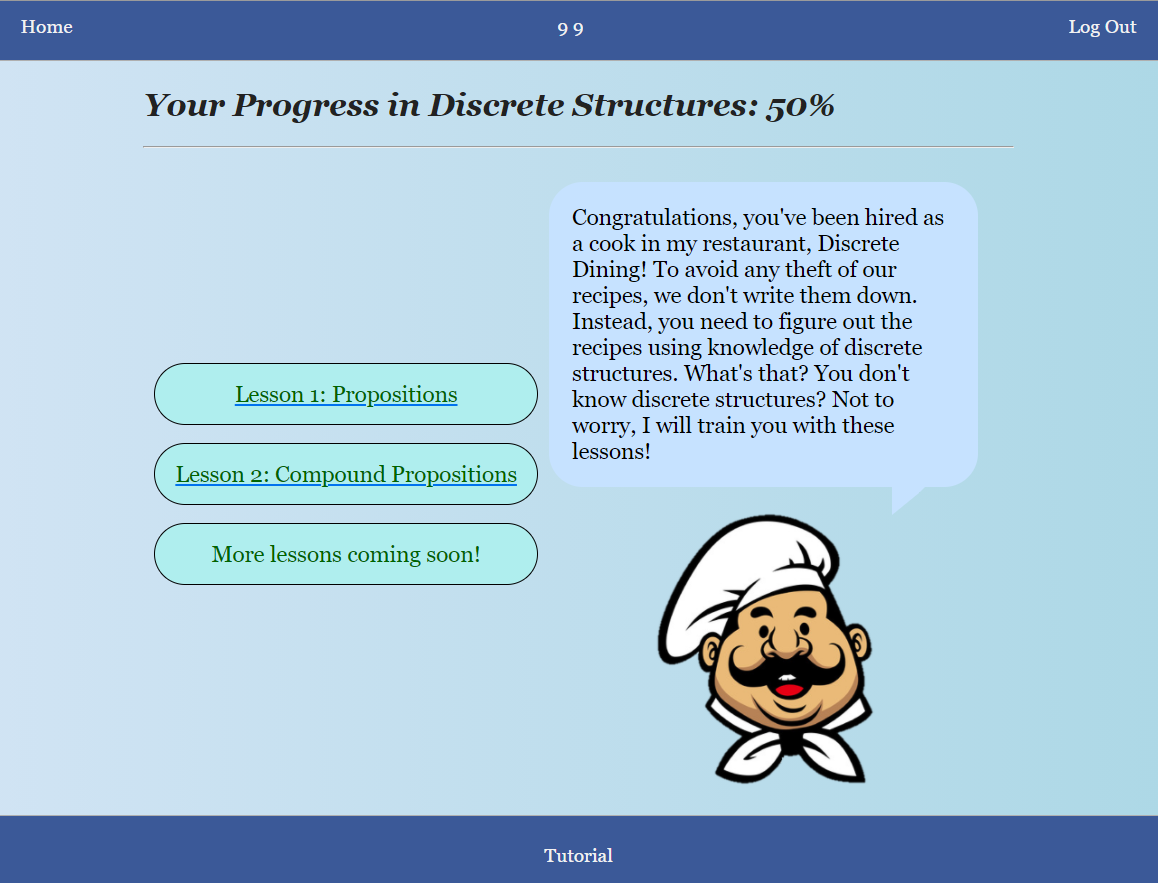 Home
9 9
Log Out
Your Progress in Discrete Structures: 50%
Congratulations, you've been hired as
a cook in my restaurant, Discrete
Dining! To avoid any theft of our
recipes, we don't write them down.
Instead, you need to figure out the
recipes using knowledge of discrete
structures. What's that? You don't
know discrete structures? Not to
worry, I will train you with these
lessons!
Lesson 1: Propositions
Lesson 2: Compound Propositions
More lessons coming soon!
Tutorial